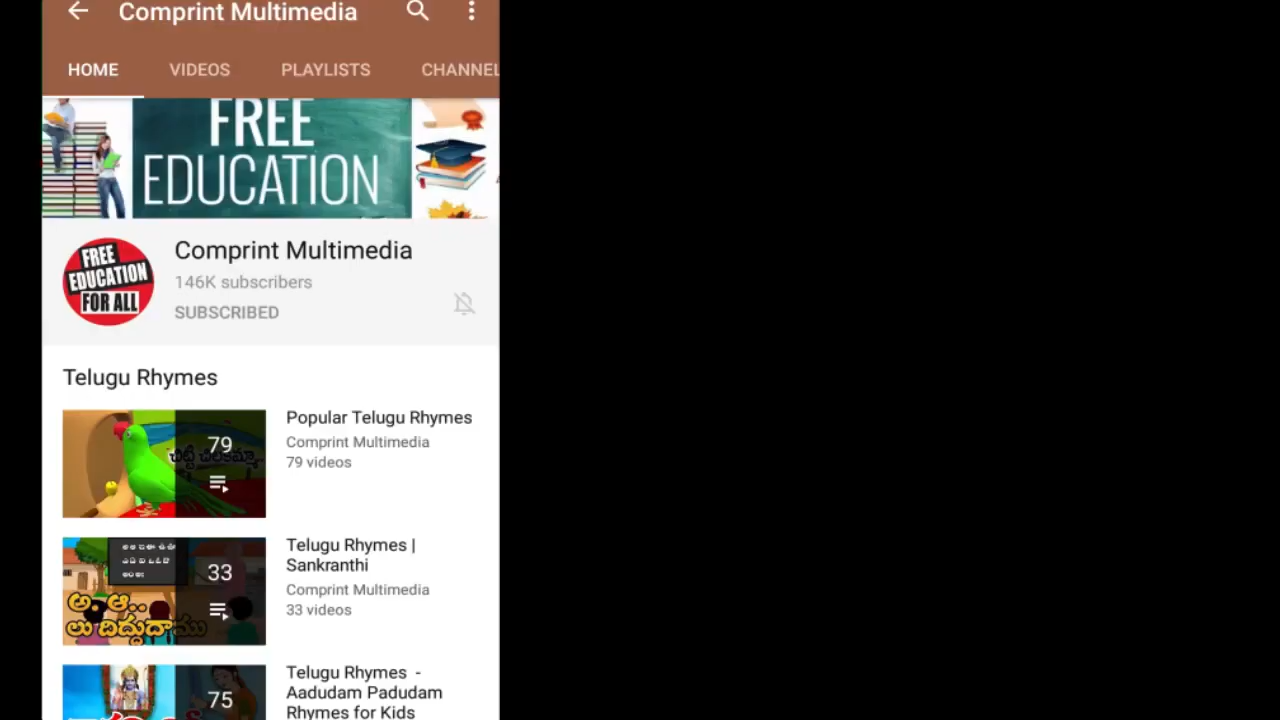 Comprint Multimedia
HOME VIDEOS PLAYLISTS CHANNEL
FREE
EDUCATION
FREE
EDUCATION
FOR ALL
Comprint Multimedia
146K subscribers
SUBSCRIBED
Telugu Rhymes
79
చిట్టి చిలకమ్మా..
Popular Telugu Rhymes
Comprint Multimedia
79 videos
33
అ. ఆ..
లు దిద్దుదాము
Telugu Rhymes |
Sankranthi
Comprint Multimedia
33 videos
75
Telugu Rhymes -
Aadudam Padudam
Rhymes for Kids